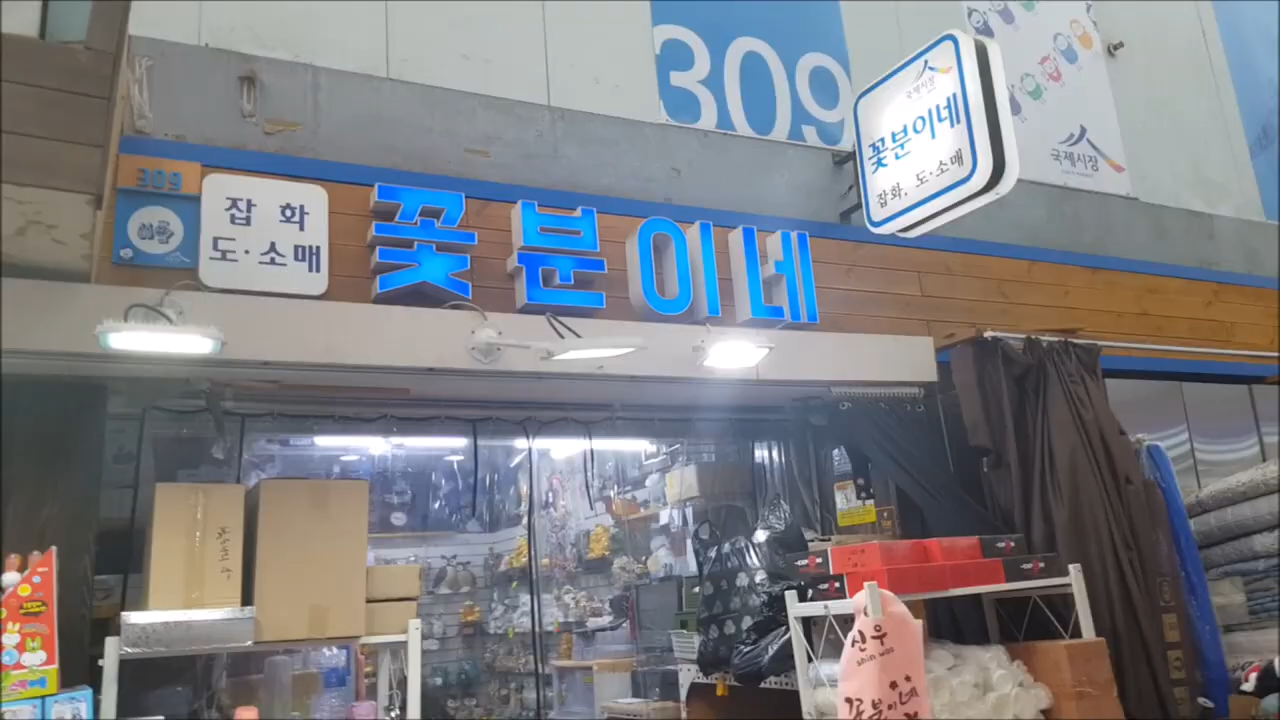 309
국제시장
꽃분이네
잡화, 도·소매
국제시장
309
잡화
도·소매
꽃분이네
신우
shin woo
꽃분이네